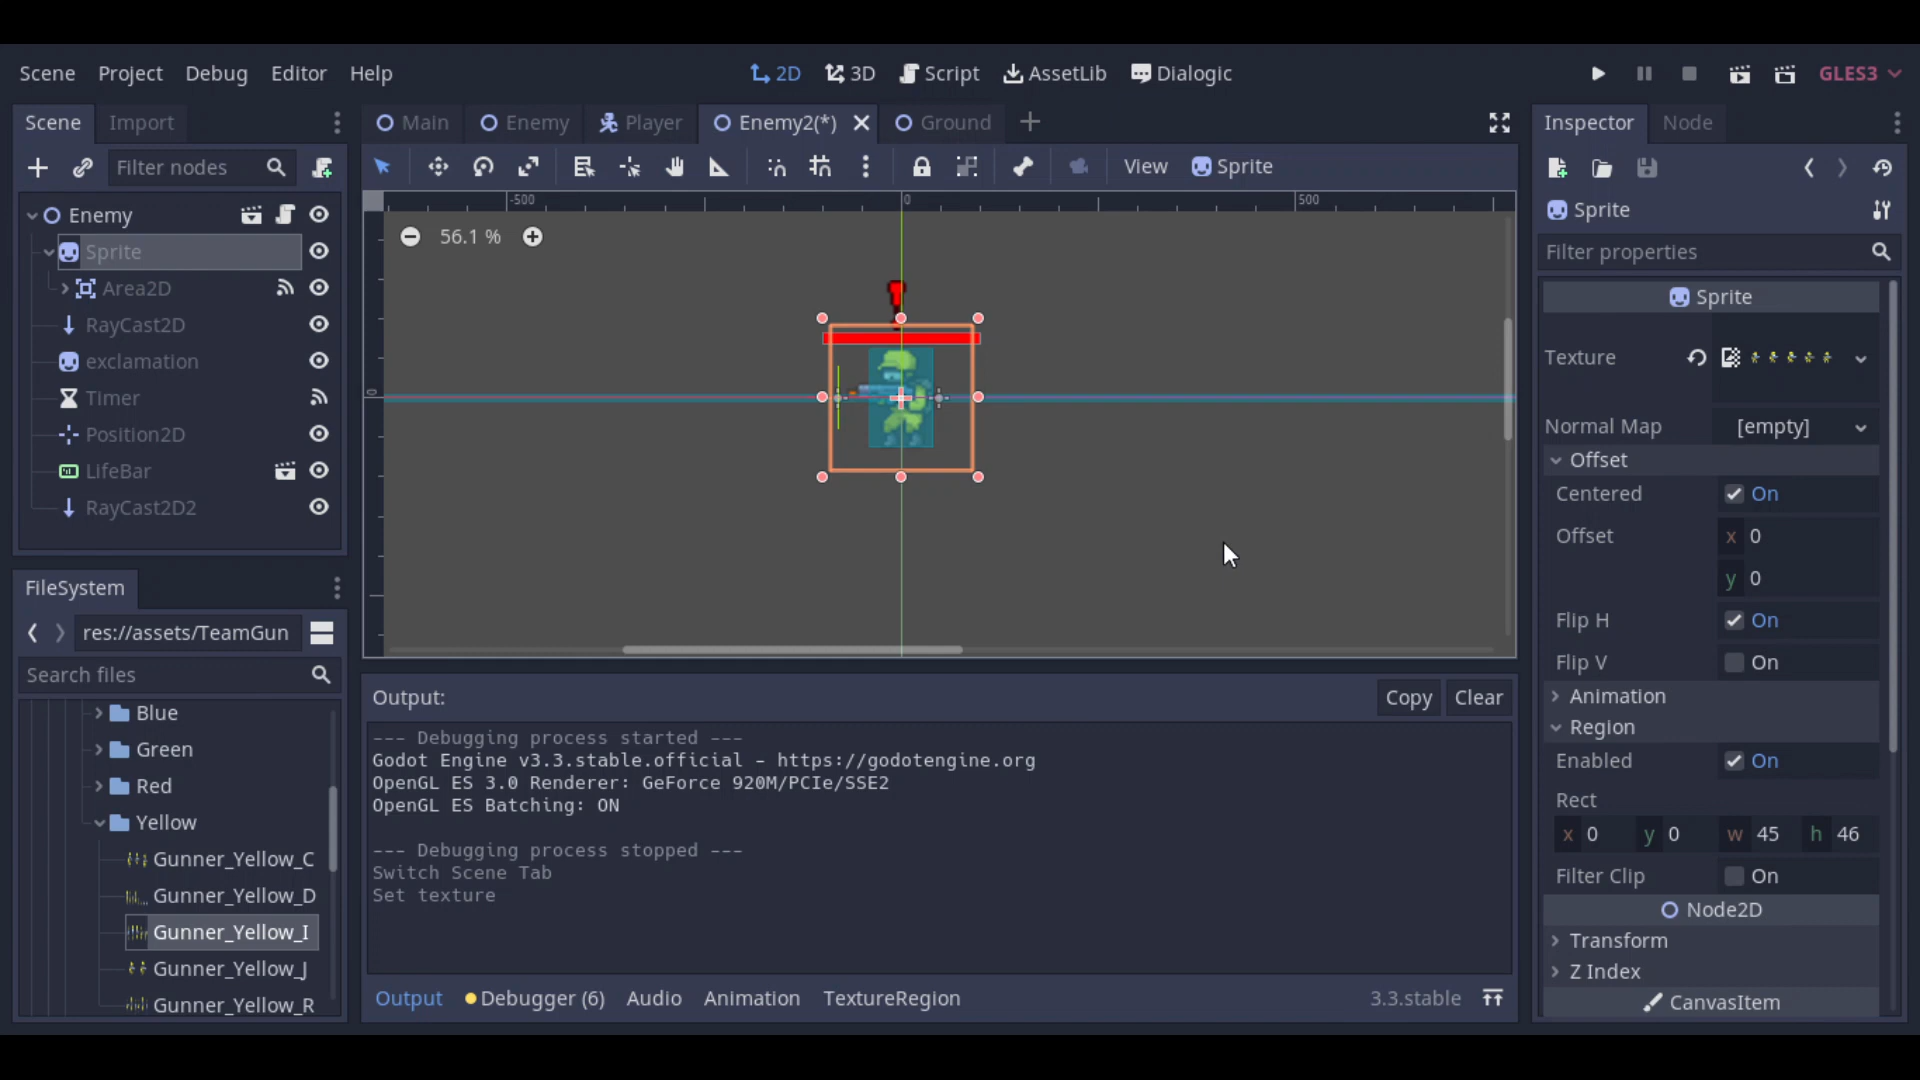 Scene Project Debug Editor Help
2D 3D Script AssetLib Dialogic
GLES3
Scene Import
Main Enemy Player Enemy2(*) Ground
Inspector Node
Filter nodes
View Sprite
Enemy
Sprite
Area2D
RayCast2D
exclamation
Timer
Position2D
LifeBar
RayCast2D2
-500 0 500
0
56.1 %
FileSystem
res://assets/TeamGun
Search files
Blue
Green
Red
Yellow
Gunner_Yellow_C
Gunner_Yellow_D
Gunner_Yellow_I
Gunner_Yellow_J
Gunner_Yellow_R
Output:
Copy Clear
--- Debugging process started ---
Godot Engine v3.3.stable.official - https://godotengine.org
OpenGL ES 3.0 Renderer: GeForce 920M/PCIe/SSE2
OpenGL ES Batching: ON
--- Debugging process stopped ---
Switch Scene Tab
Set texture
Output Debugger (6) Audio Animation TextureRegion
3.3.stable
Sprite
Filter properties
Sprite
Texture
Normal Map [empty]
Offset
Centered On
Offset x 0
y 0
Flip H On
Flip V On
Animation
Region
Enabled On
Rect
x 0 y 0 w 45 h 46
Filter Clip On
Node2D
Transform
Z Index
CanvasItem